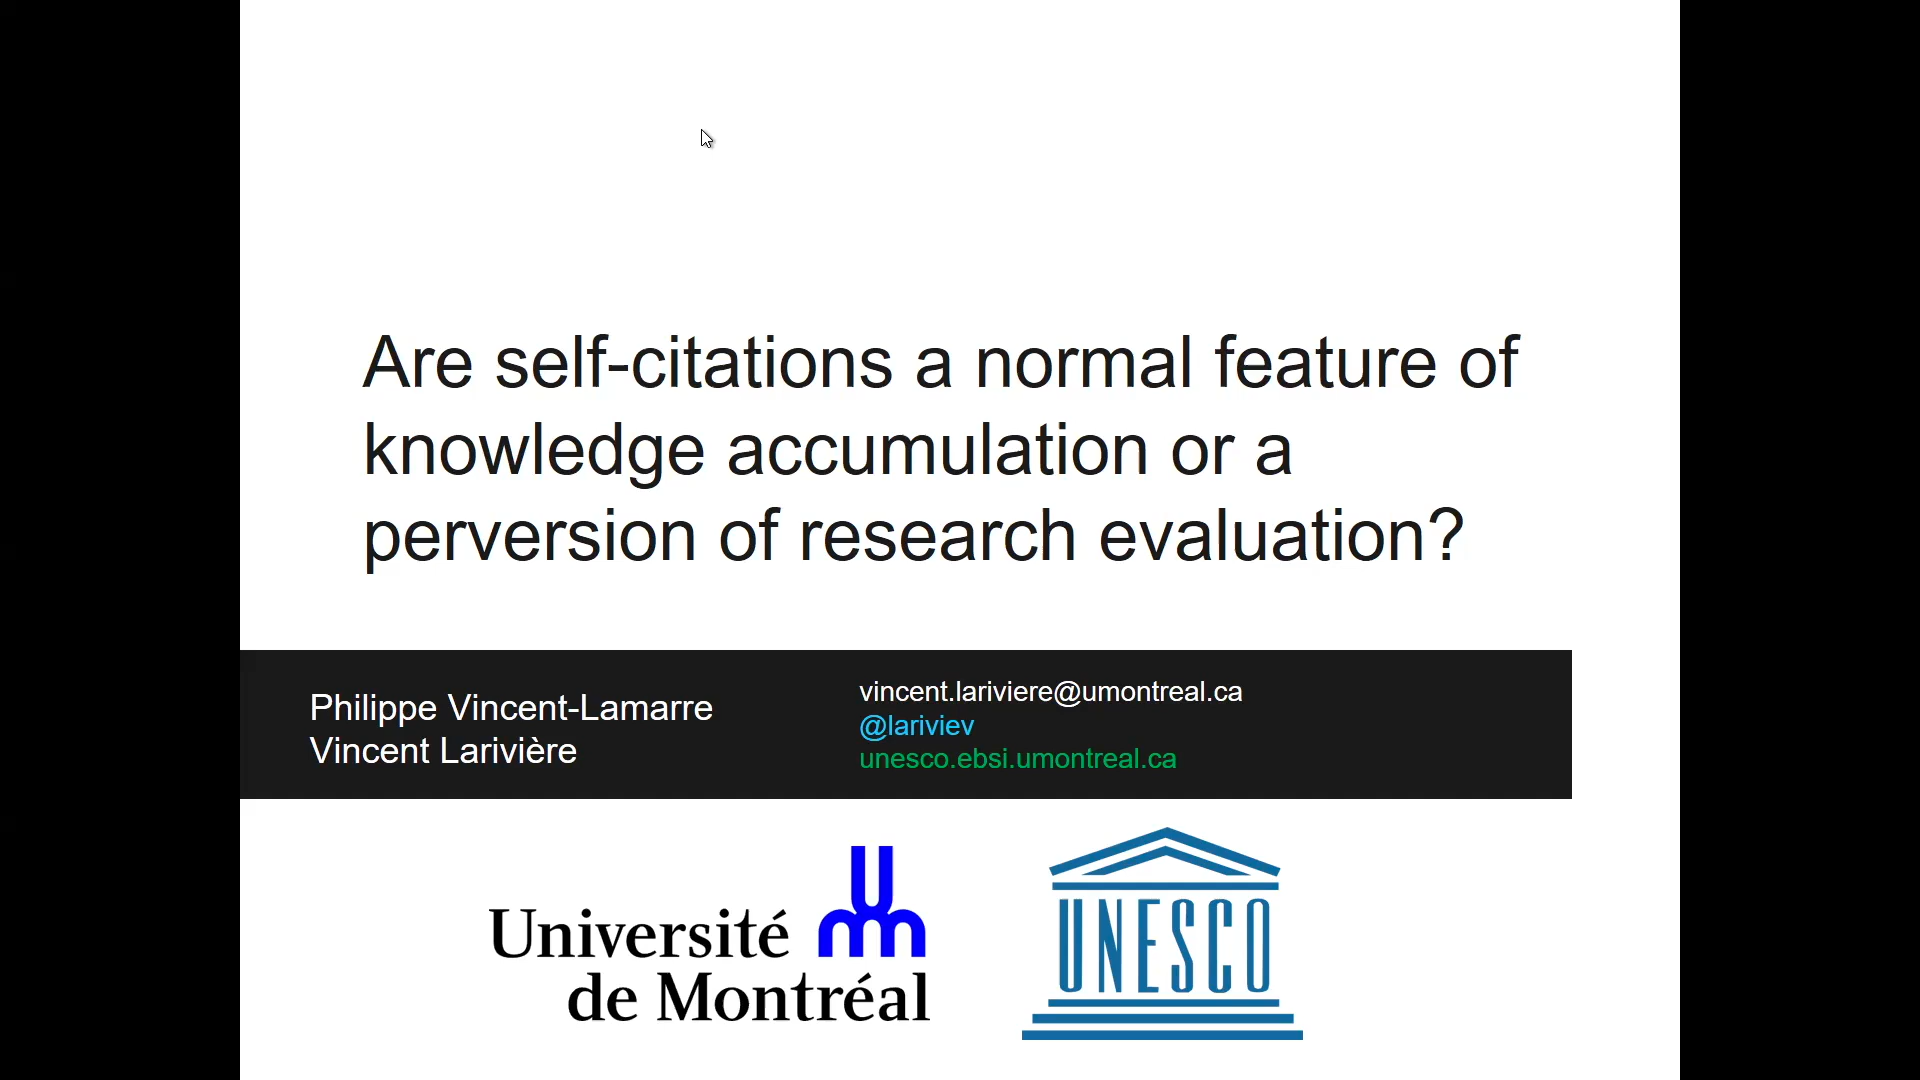 Are self-citations a normal feature of
knowledge accumulation or a
perversion of research evaluation?
Philippe Vincent-Lamarre
Vincent Larivière
vincent.lariviere@umontreal.ca
@lariviev
unesco.ebsi.umontreal.ca
Université
de Montréal
UNESCO